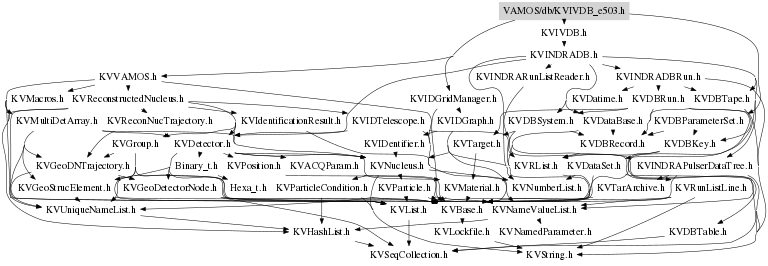 VAMOS/db/KVIVDB_e503.h
KVIVDB.h
KVINDRADB.h
KVVAMOS.h KVINDRARunListReader.h KVINDRADBRun.h
KVMacros.h KVReconstructedNucleus.h KVIDGridManager.h KVDatime.h KVDBRun.h KVDBTape.h
KVMultiDetArray.h KVReconNucTrajectory.h KVIdentificationResult.h KVIDTelescope.h KVIDGraph.h KVDBSystem.h KVDataBase.h KVDBParameterSet.h
KVGroup.h KVDetector.h KVIDentifier.h KVTarget.h KVDBRecord.h KVDBKey.h
KVGeoDNTrajectory.h Binary_t.h KVPosition.h KVACQParam.h KVNucleus.h KVRList.h KVDataSet.h KVINDRAPulserDataTree.h
KVGeoStrucElement.h KVGeoDetectorNode.h Hexa_t.h KVParticleCondition.h KVParticle.h KVMaterial.h KVNumberList.h KVTarArchive.h KVRunListLine.h
KVUniqueNameList.h KVList.h KVBase.h KVNameValueList.h
KVHashList.h KVLockfile.h KVNamedParameter.h KVDBTable.h
KVSeqCollection.h KVString.h